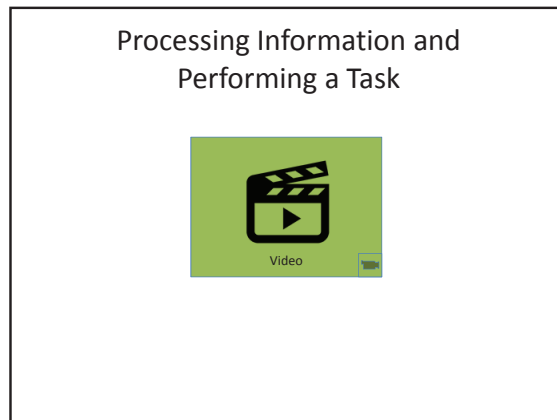 Processing Information and
Performing a Task
Video